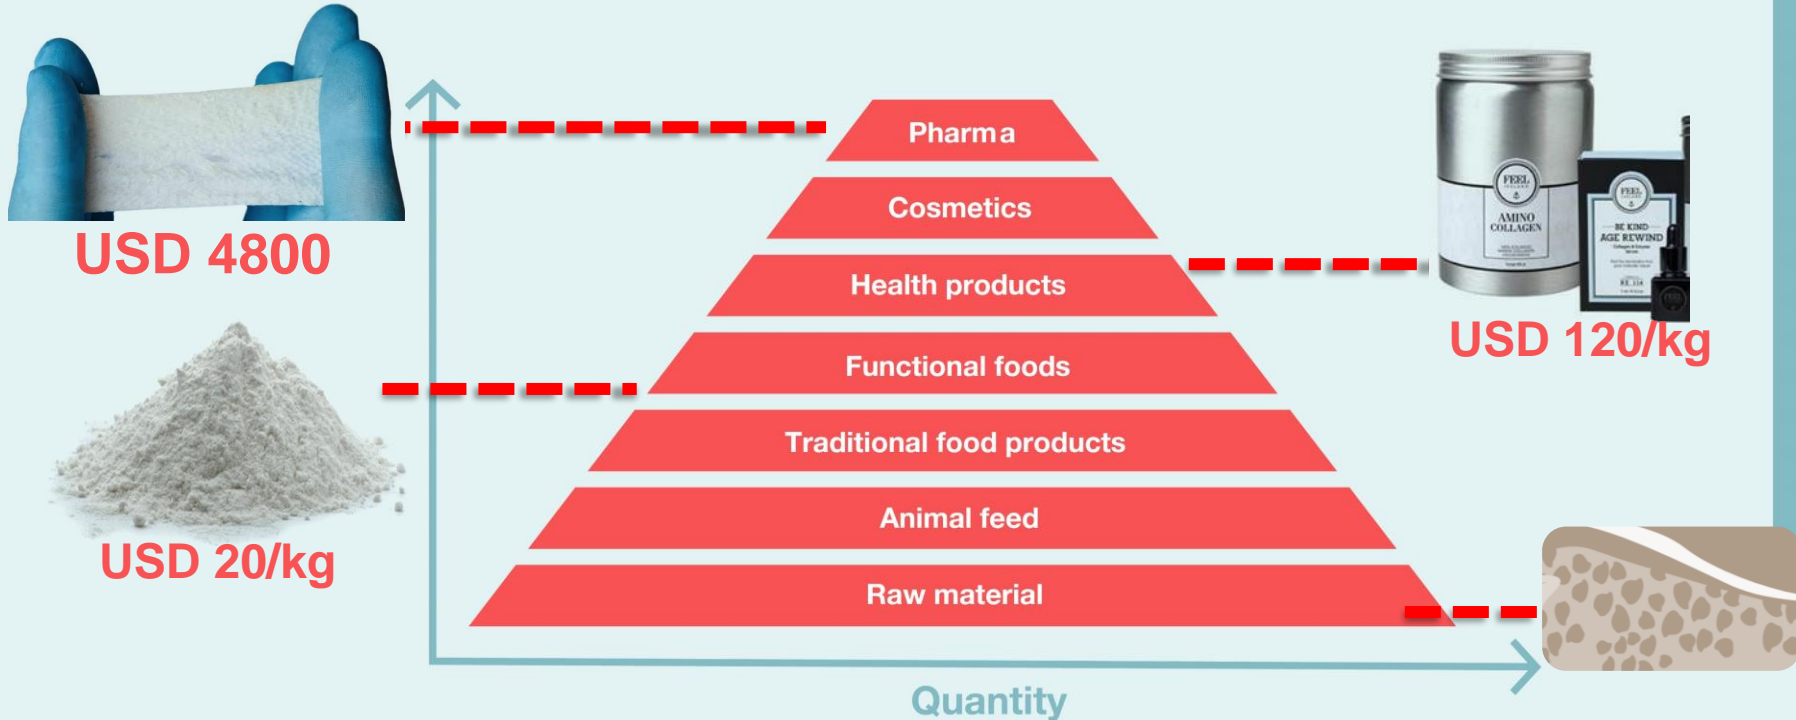 Pharma
Cosmetics
Health products
Functional foods
Traditional food products
Animal feed
Raw material
Quantity
USD 4800
USD 20/kg
FEEL
ICELAND
AMINO
COLLAGEN
FEEL
BE KIND
AGE REWIND
USD 120/kg